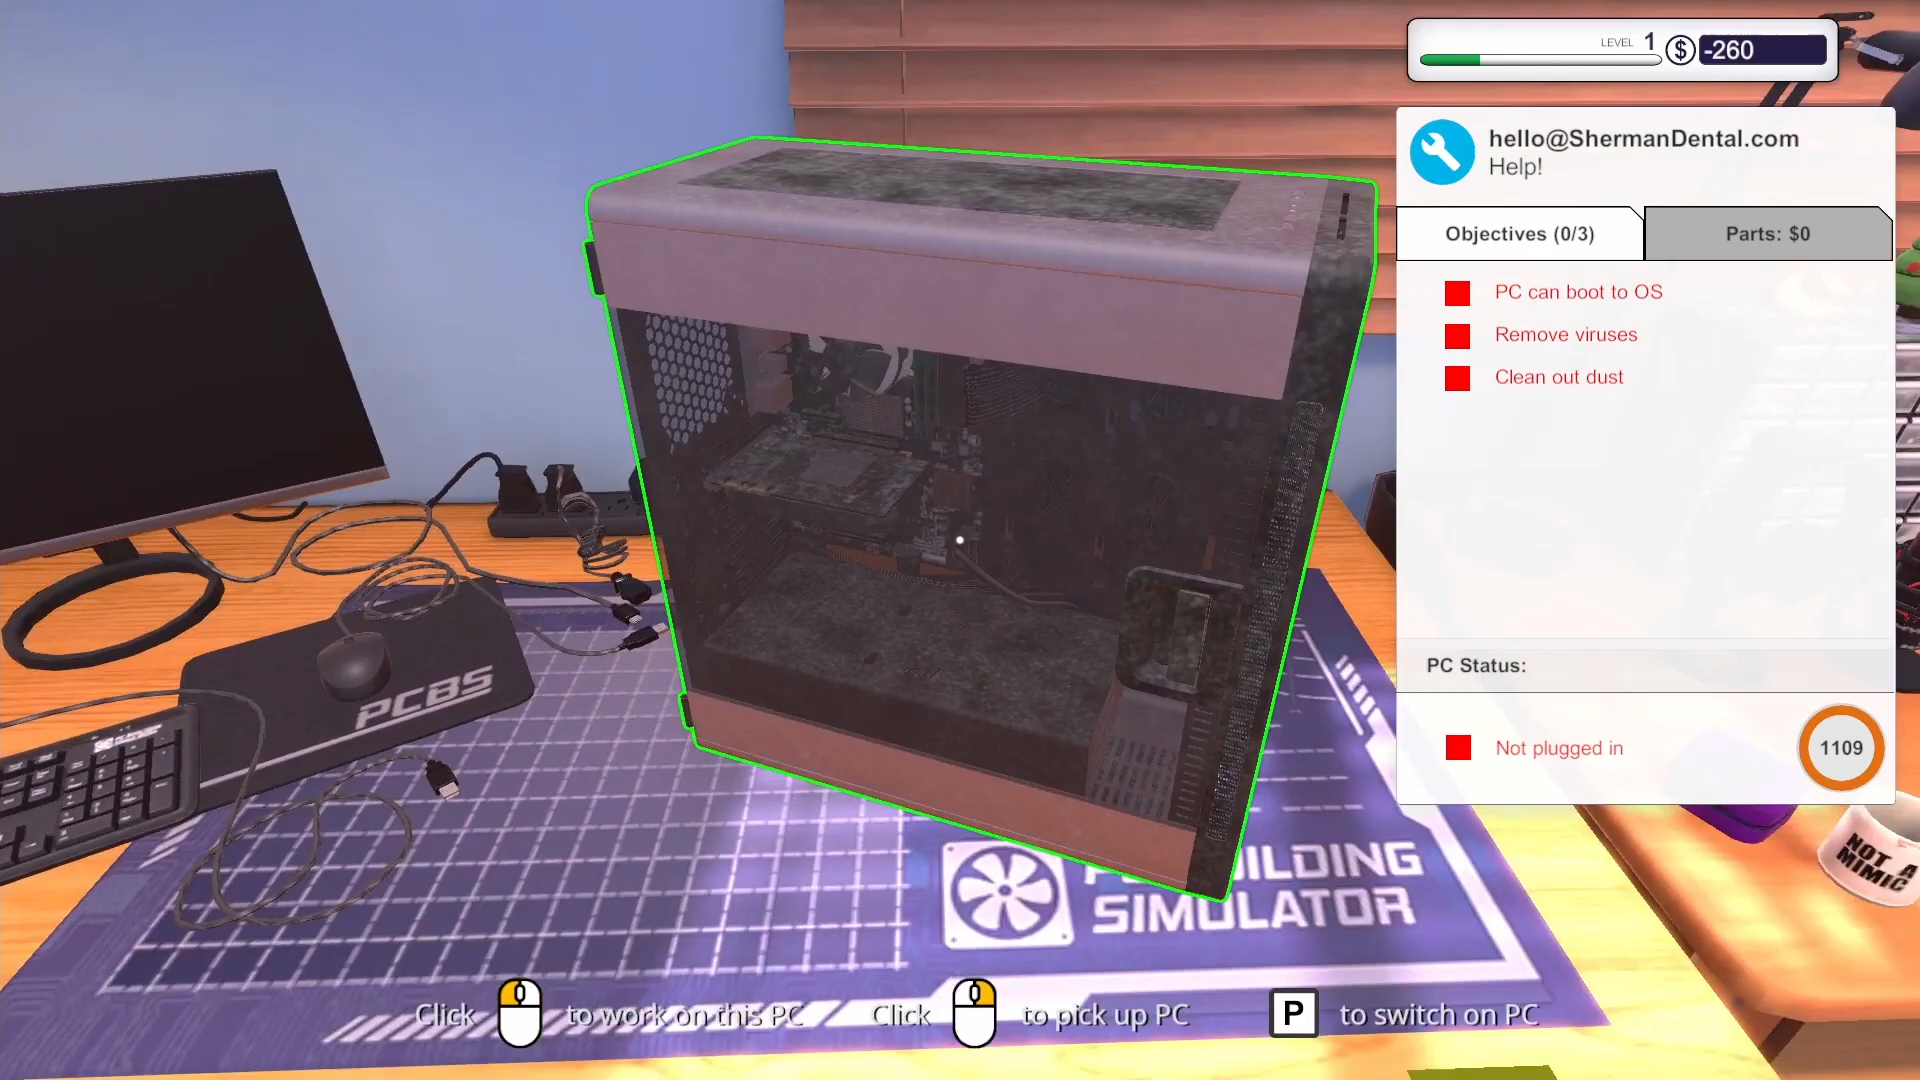 LEVEL 1
-260
hello@ShermanDental.com
Help!
Objectives (0/3)
Parts: $0
PC can boot to OS
Remove viruses
Clean out dust
PC Status:
Not plugged in
1109
PCBS
NOT A
MIMIC
SIMULATOR
Click to work on this PC
Click to pick up PC
P to switch on PC